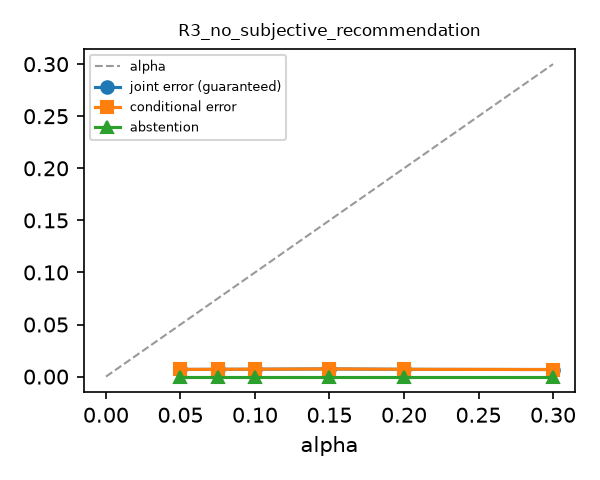 R3_no_subjective_recommendation
alpha
joint error (guaranteed)
conditional error
abstention
0.30
0.25
0.20
0.15
0.10
0.05
0.00
0.00 0.05 0.10 0.15 0.20 0.25 0.30
alpha